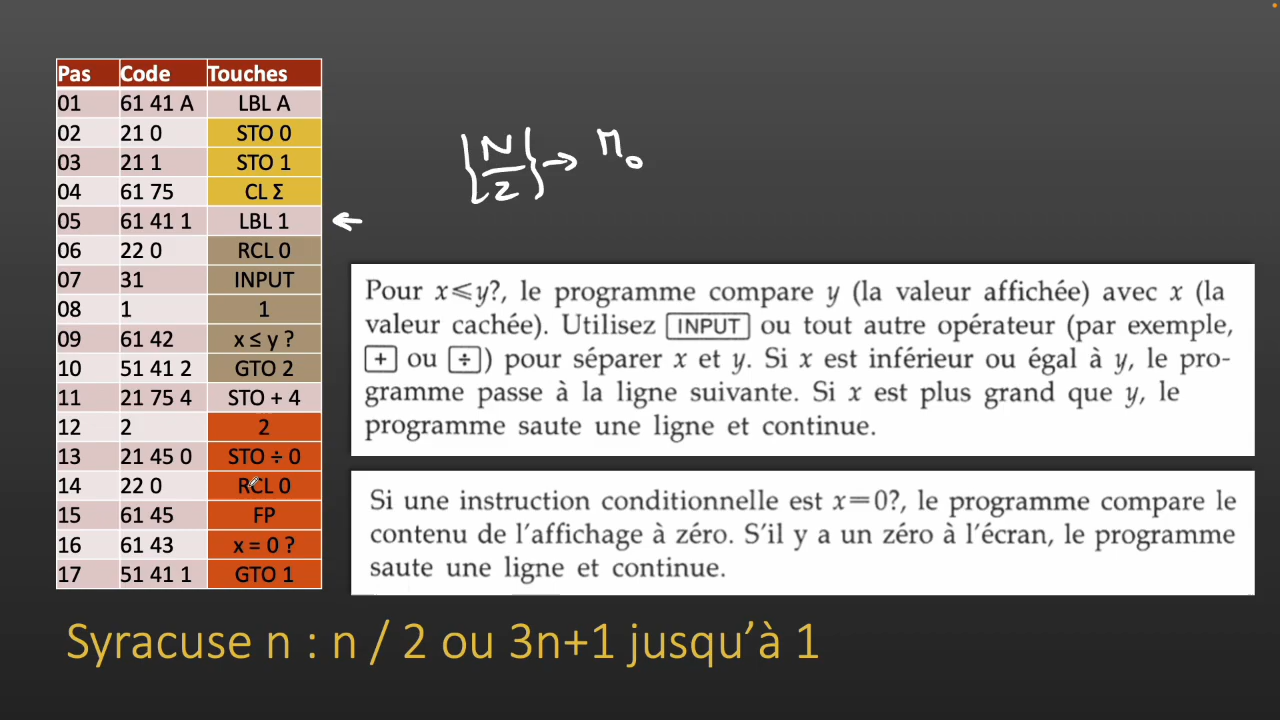 Pas Code Touches
01 61 41 A LBL A
02 21 0 STO 0
03 21 1 STO 1
04 61 75 CL Σ
05 61 41 1 LBL 1
06 22 0 RCL 0
07 31 INPUT
08 1 1
09 61 42 x ≤ y ?
10 51 41 2 GTO 2
11 21 75 4 STO + 4
12 2 2
13 21 45 0 STO ÷ 0
14 22 0 RCL 0
15 61 45 FP
16 61 43 x = 0 ?
17 51 41 1 GTO 1
N/2 → M0
Pour x⩽y?, le programme compare y (la valeur affichée) avec x (la
valeur cachée). Utilisez INPUT ou tout autre opérateur (par exemple,
+ ou ÷) pour séparer x et y. Si x est inférieur ou égal à y, le pro-
gramme passe à la ligne suivante. Si x est plus grand que y, le
programme saute une ligne et continue.
Si une instruction conditionnelle est x=0?, le programme compare le
contenu de l'affichage à zéro. S'il y a un zéro à l'écran, le programme
saute une ligne et continue.
Syracuse n : n / 2 ou 3n+1 jusqu'à 1